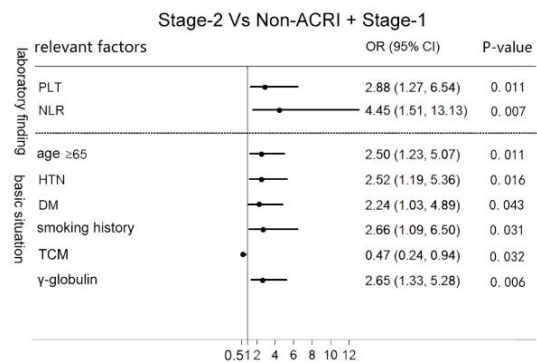 Stage-2 Vs Non-ACRI + Stage-1
relevant factors OR (95% CI) P-value
laboratory finding
PLT 2.88 (1.27, 6.54) 0.011
NLR 4.45 (1.51, 13.13) 0.007
basic situation
age ≥65 2.50 (1.23, 5.07) 0.011
HTN 2.52 (1.19, 5.36) 0.016
DM 2.24 (1.03, 4.89) 0.043
smoking history 2.66 (1.09, 6.50) 0.031
TCM 0.47 (0.24, 0.94) 0.032
γ-globulin 2.65 (1.33, 5.28) 0.006
0.5 1 2 4 6 8 10 12